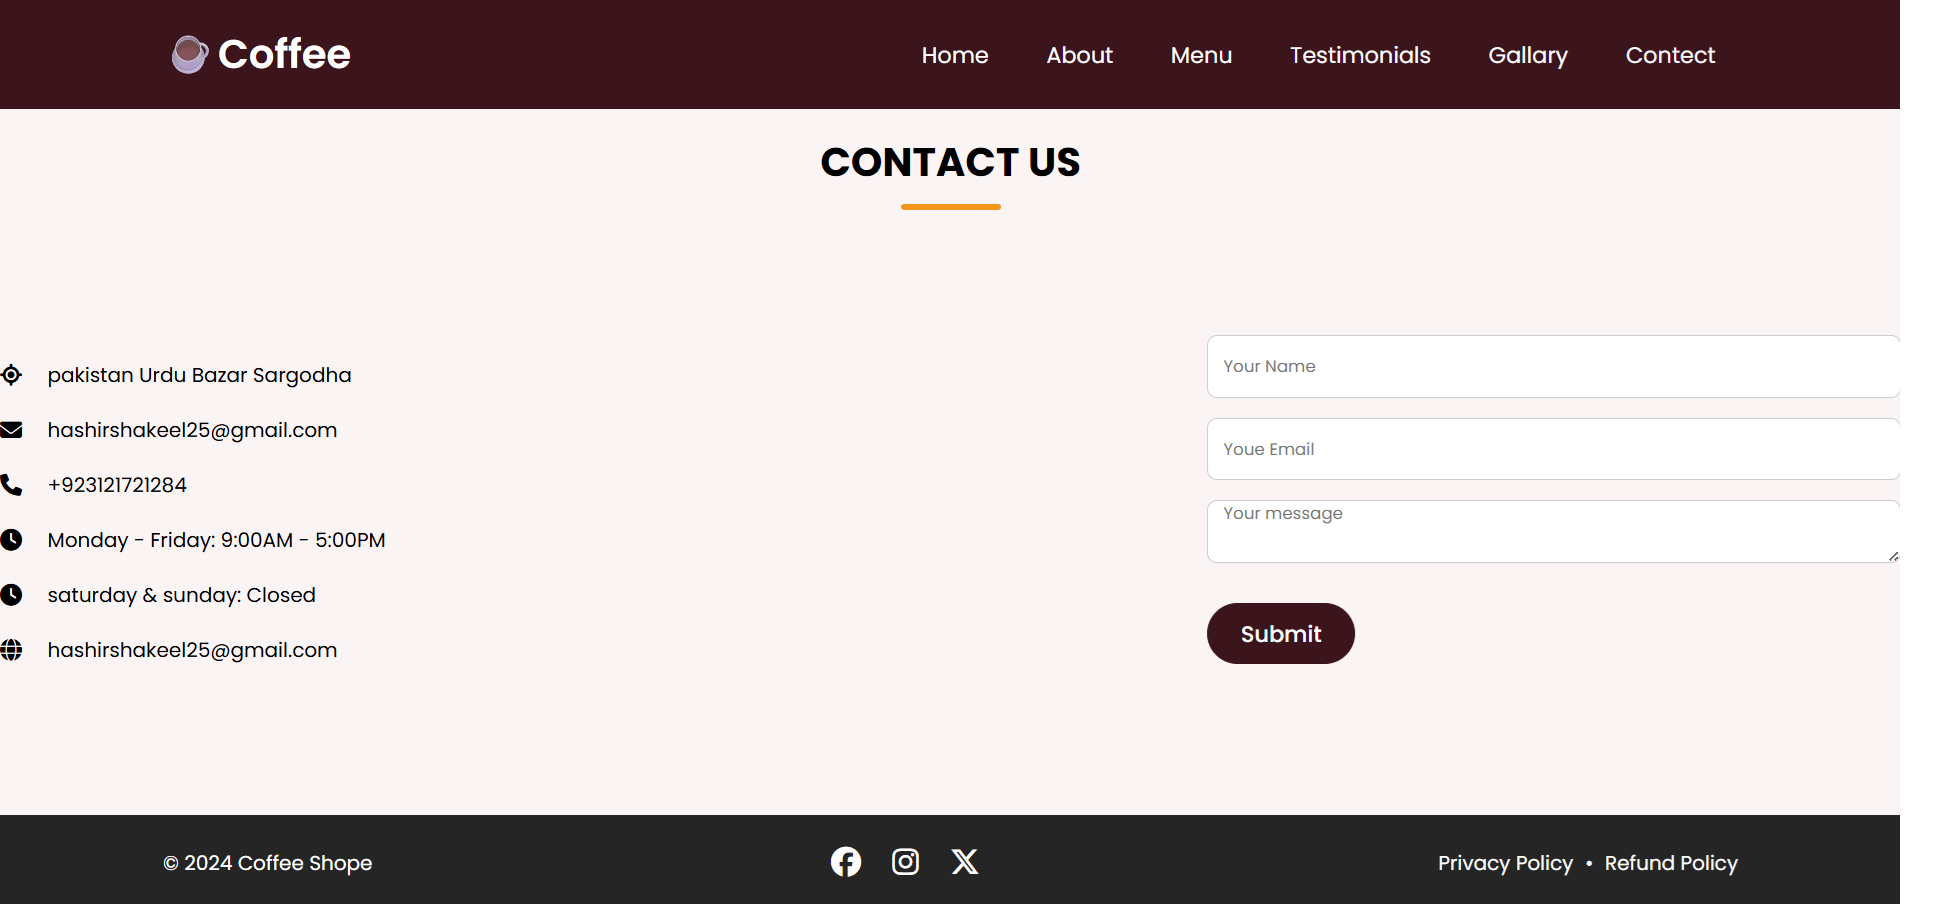 Coffee
Home About Menu Testimonials Gallary Contect
CONTACT US
pakistan Urdu Bazar Sargodha
hashirshakeel25@gmail.com
+923121721284
Monday - Friday: 9:00AM - 5:00PM
saturday & sunday: Closed
hashirshakeel25@gmail.com
Your Name
Youe Email
Your message
Submit
© 2024 Coffee Shope
Privacy Policy • Refund Policy